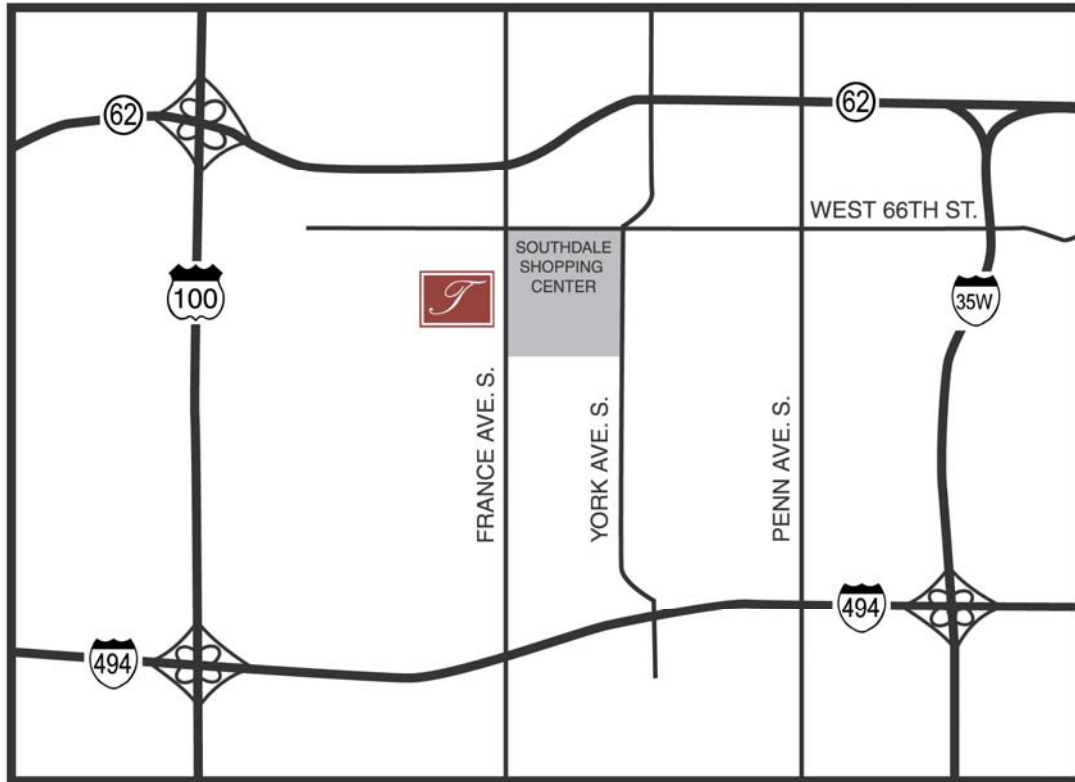 62
62
WEST 66TH ST.
SOUTHDALE
SHOPPING
CENTER
T
100
35W
FRANCE AVE. S.
YORK AVE. S.
PENN AVE. S.
494
494